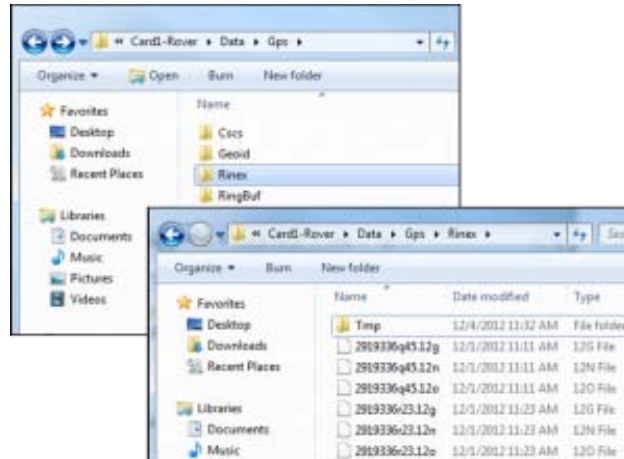 « Card1-Rover ▸ Data ▸ Gps ▸
Organize ▾ Open Burn New folder
Favorites
Desktop
Downloads
Recent Places
Libraries
Documents
Music
Pictures
Videos
Name
Cscs
Geoid
Rinex
RingBuf
« Card1-Rover ▸ Data ▸ Gps ▸ Rinex ▸
Organize ▾ Burn New folder
Favorites
Desktop
Downloads
Recent Places
Libraries
Documents
Music
Name Date modified Type
Tmp 12/4/2012 11:32 AM File folder
2919336q45.12g 12/1/2012 11:11 AM 12G File
2919336q45.12n 12/1/2012 11:11 AM 12N File
2919336q45.12o 12/1/2012 11:11 AM 12O File
2919336r23.12g 12/1/2012 11:23 AM 12G File
2919336r23.12n 12/1/2012 11:23 AM 12N File
2919336r23.12o 12/1/2012 11:23 AM 12O File